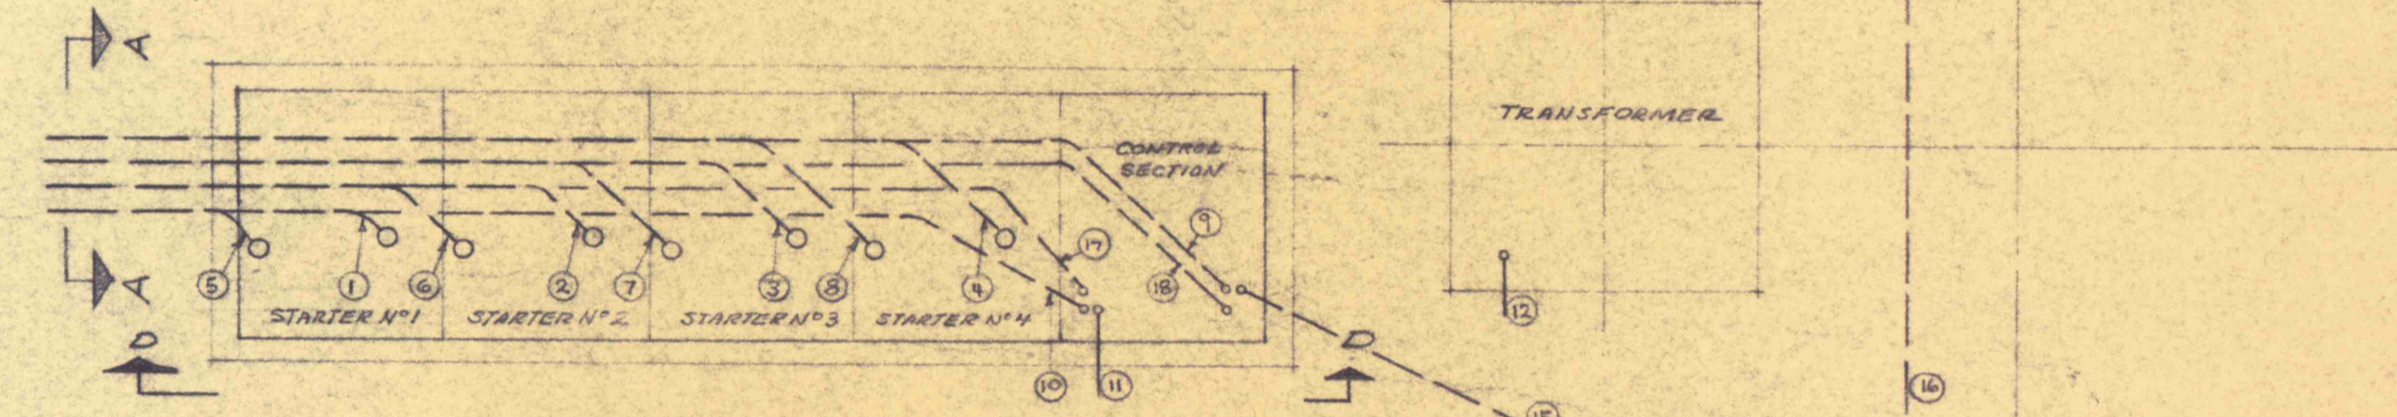 A
TRANSFORMER
CONTROL
SECTION
9
17
5
1
6
2
7
3
8
4
18
A
12
STARTER Nº1
STARTER Nº2
STARTER Nº3
STARTER Nº4
D
D
10
11
16
15